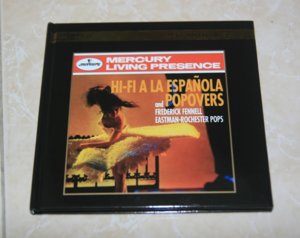 MERCURY
LIVING PRESENCE
HI-FI A LA ESPAÑOLA
and POPOVERS
FREDERICK FENNELL
EASTMAN-ROCHESTER POPS